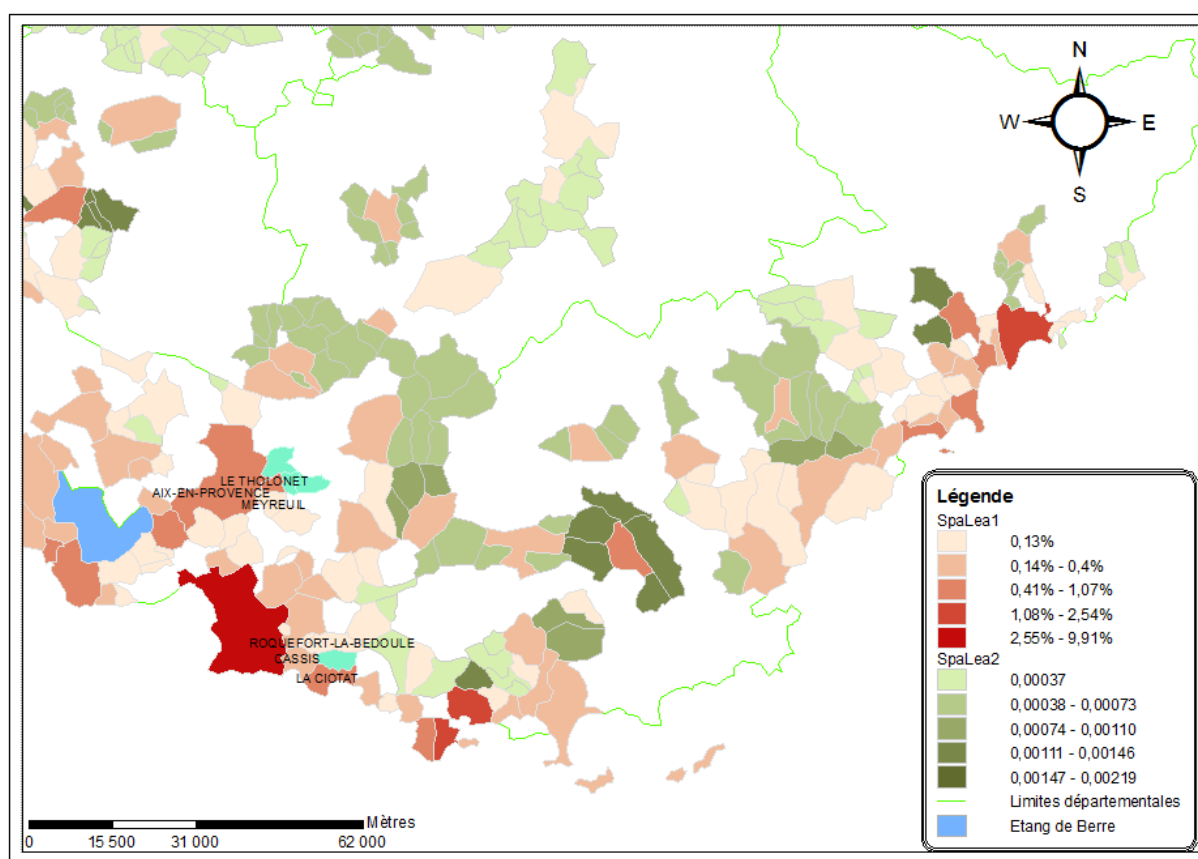 N
W E
S
LE THOLONET
AIX-EN-PROVENCE
MEYREUIL
ROQUEFORT-LA-BEDOULE
CASSIS
LA CIOTAT
Légende
SpaLea1
0,13%
0,14% - 0,4%
0,41% - 1,07%
1,08% - 2,54%
2,55% - 9,91%
SpaLea2
0,00037
0,00038 - 0,00073
0,00074 - 0,00110
0,00111 - 0,00146
0,00147 - 0,00219
Limites départementales
Etang de Berre
Mètres
0 15 500 31 000 62 000